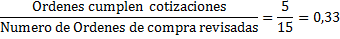 Ordenes cumplen cotizaciones
Numero de Ordenes de compra revisadas
= 5/15 = 0,33